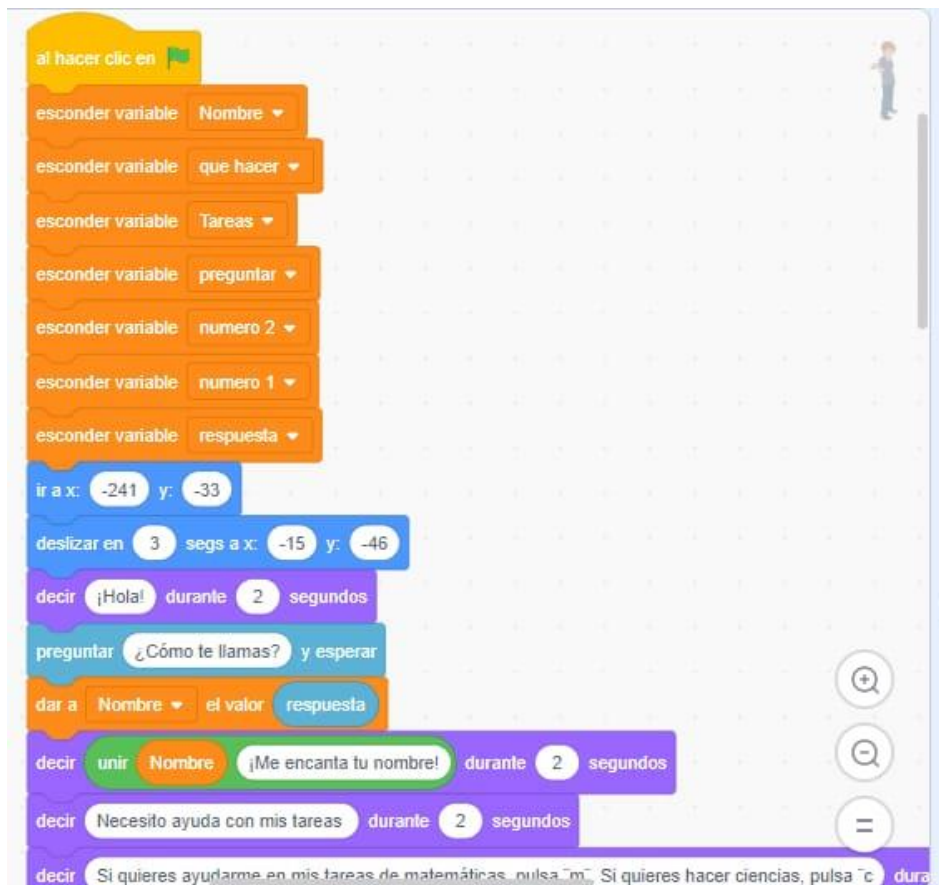 al hacer clic en
esconder variable Nombre
esconder variable que hacer
esconder variable Tareas
esconder variable preguntar
esconder variable numero 2
esconder variable numero 1
esconder variable respuesta
ir a x: -241 y: -33
deslizar en 3 segs a x: -15 y: -46
decir ¡Hola! durante 2 segundos
preguntar ¿Cómo te llamas? y esperar
dar a Nombre el valor respuesta
decir unir Nombre ¡Me encanta tu nombre! durante 2 segundos
decir Necesito ayuda con mis tareas durante 2 segundos
decir Si quieres ayudarme en mis tareas de matemáticas, pulsa ¨m¨. Si quieres hacer ciencias, pulsa ¨c dura